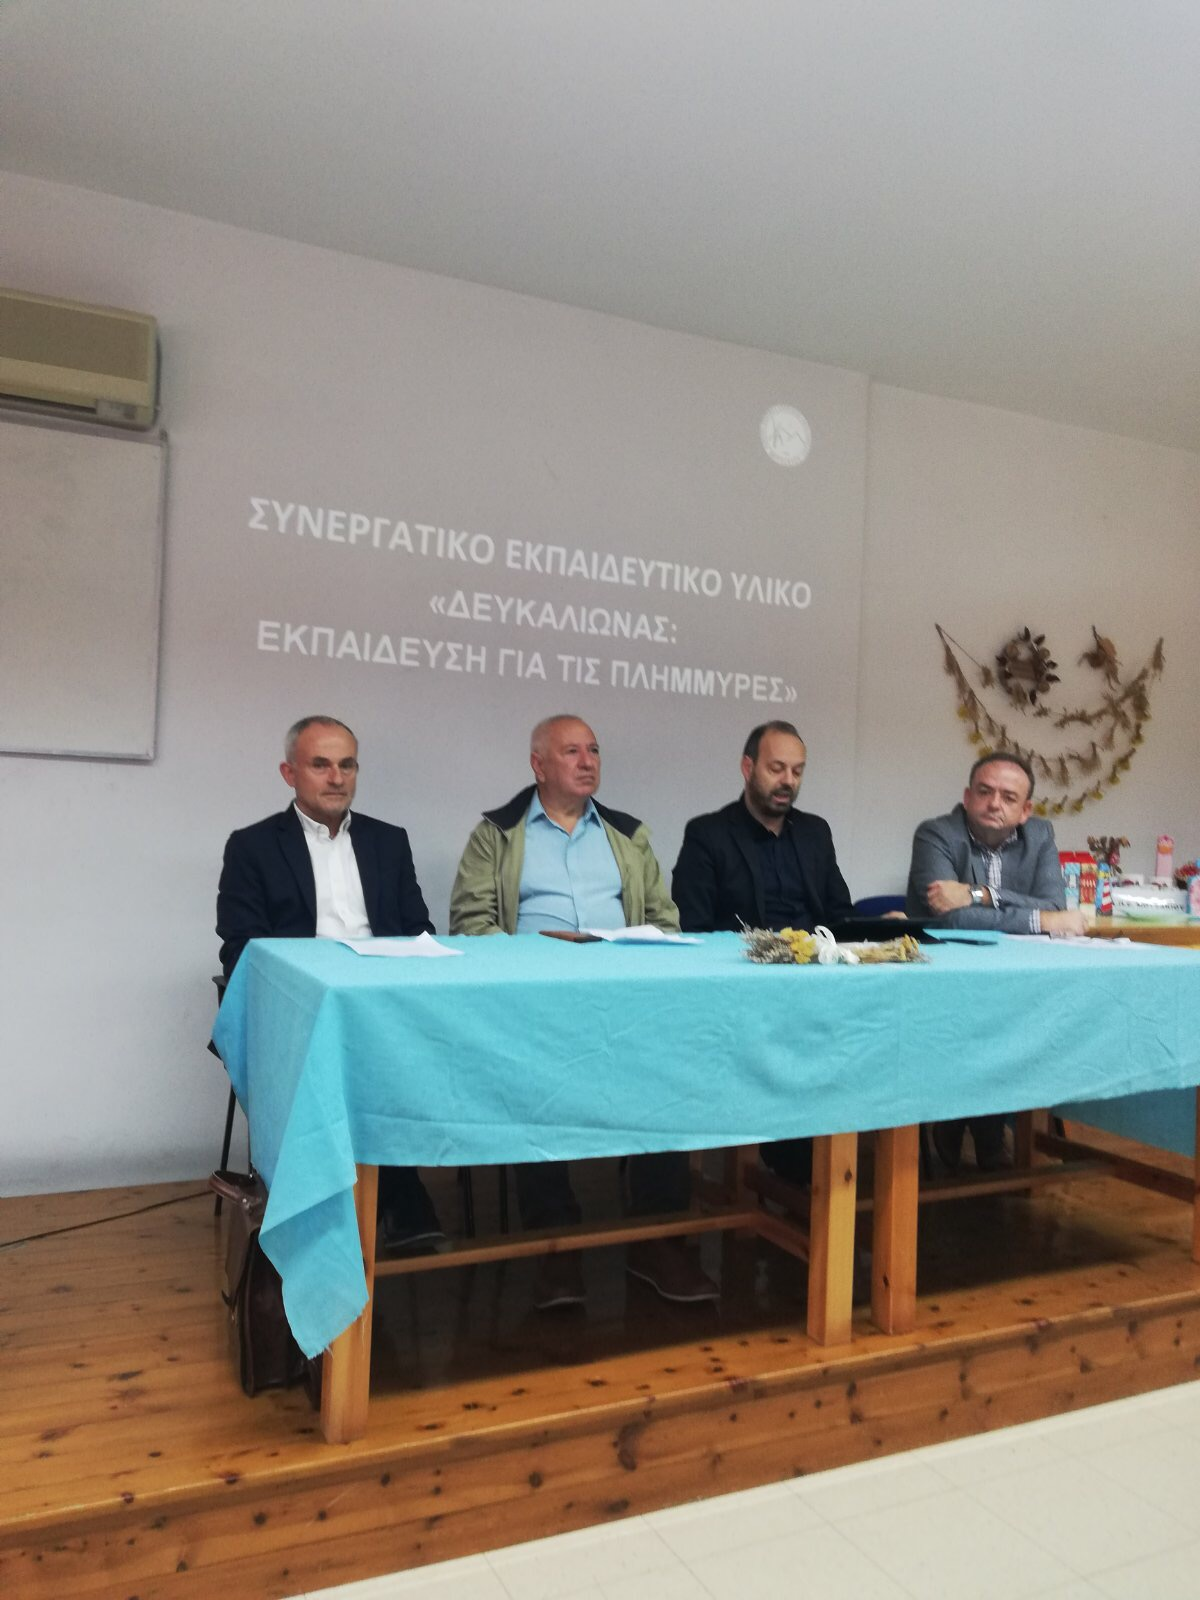 ΣΥΝΕΡΓΑΤΙΚΟ ΕΚΠΑΙΔΕΥΤΙΚΟ ΥΛΙΚΟ
«ΔΕΥΚΑΛΙΩΝΑΣ:
ΕΚΠΑΙΔΕΥΣΗ ΓΙΑ ΤΙΣ ΠΛΗΜΜΥΡΕΣ»